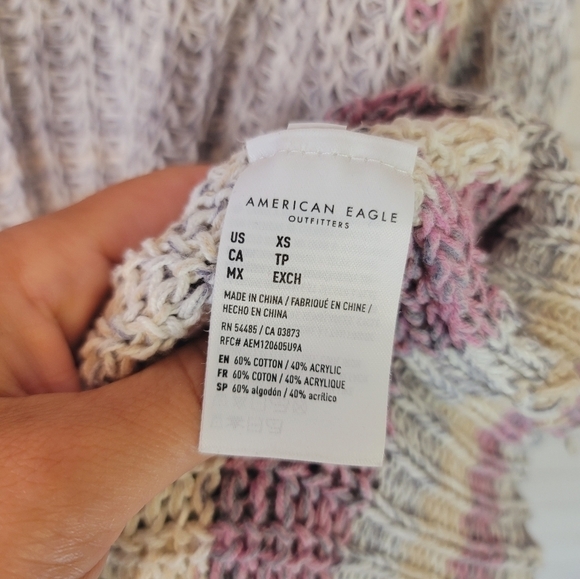 AMERICAN EAGLE
OUTFITTERS
US XS
CA TP
MX EXCH
MADE IN CHINA / FABRIQUÉ EN CHINE /
HECHO EN CHINA
RN 54485 / CA 03873
RFC# AEM120605U9A
EN 60% COTTON / 40% ACRYLIC
FR 60% COTON / 40% ACRYLIQUE
SP 60% algodón / 40% acrílico